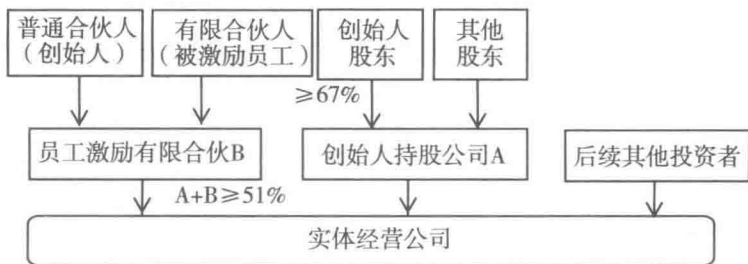 普通合伙人
（创始人）
有限合伙人
（被激励员工）
创始人
股东
其他
股东
≥67%
员工激励有限合伙B
创始人持股公司A
后续其他投资者
A+B≥51%
实体经营公司